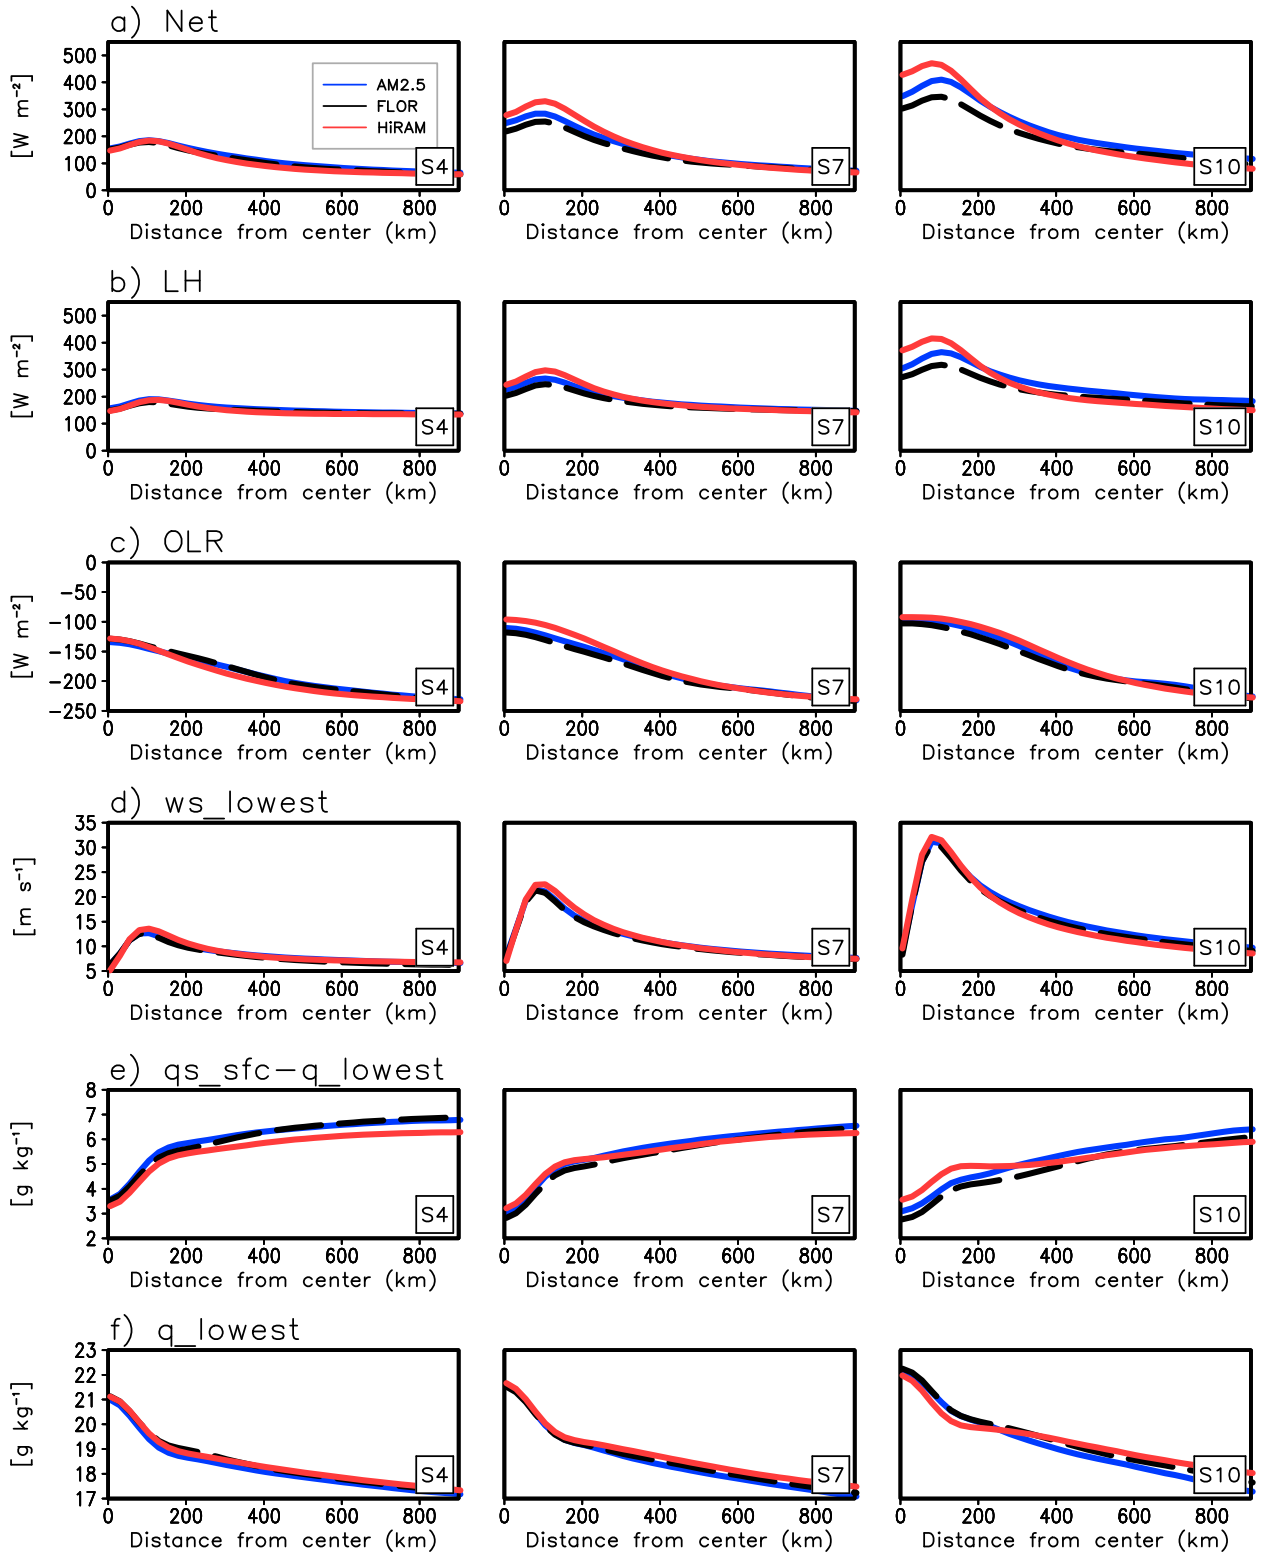 a) Net
[W m⁻²]
500
400
300
200
100
0
AM2.5
FLOR
HiRAM
S4
S7
S10
0 200 400 600 800
0 200 400 600 800
0 200 400 600 800
Distance from center (km)
Distance from center (km)
Distance from center (km)
b) LH
[W m⁻²]
500
400
300
200
100
0
S4
S7
S10
0 200 400 600 800
0 200 400 600 800
0 200 400 600 800
Distance from center (km)
Distance from center (km)
Distance from center (km)
c) OLR
[W m⁻²]
0
−50
−100
−150
−200
−250
S4
S7
S10
0 200 400 600 800
0 200 400 600 800
0 200 400 600 800
Distance from center (km)
Distance from center (km)
Distance from center (km)
d) ws_lowest
[m s⁻¹]
35
30
25
20
15
10
5
S4
S7
S10
0 200 400 600 800
0 200 400 600 800
0 200 400 600 800
Distance from center (km)
Distance from center (km)
Distance from center (km)
e) qs_sfc−q_lowest
[g kg⁻¹]
8
7
6
5
4
3
2
S4
S7
S10
0 200 400 600 800
0 200 400 600 800
0 200 400 600 800
Distance from center (km)
Distance from center (km)
Distance from center (km)
f) q_lowest
[g kg⁻¹]
23
22
21
20
19
18
17
S4
S7
S10
0 200 400 600 800
0 200 400 600 800
0 200 400 600 800
Distance from center (km)
Distance from center (km)
Distance from center (km)